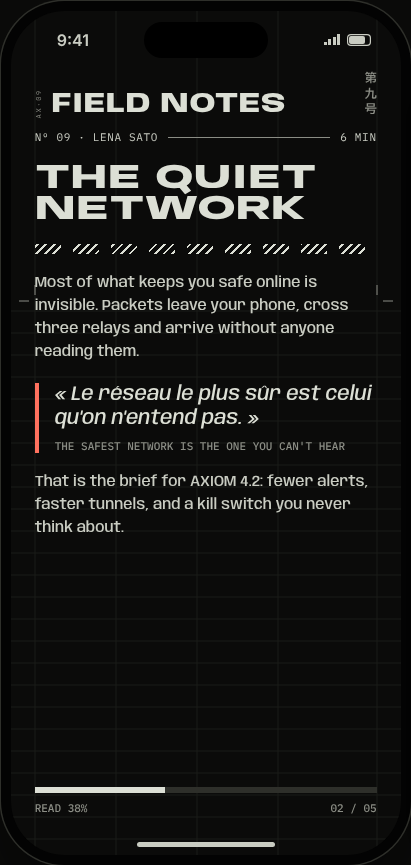 9:41
AX-09
FIELD NOTES
第九号
Nº 09 · LENA SATO
6 MIN
THE QUIET
NETWORK
Most of what keeps you safe online is
invisible. Packets leave your phone, cross
three relays and arrive without anyone
reading them.
« Le réseau le plus sûr est celui
qu'on n'entend pas. »
THE SAFEST NETWORK IS THE ONE YOU CAN'T HEAR
That is the brief for AXIOM 4.2: fewer alerts,
faster tunnels, and a kill switch you never
think about.
READ 38%
02 / 05